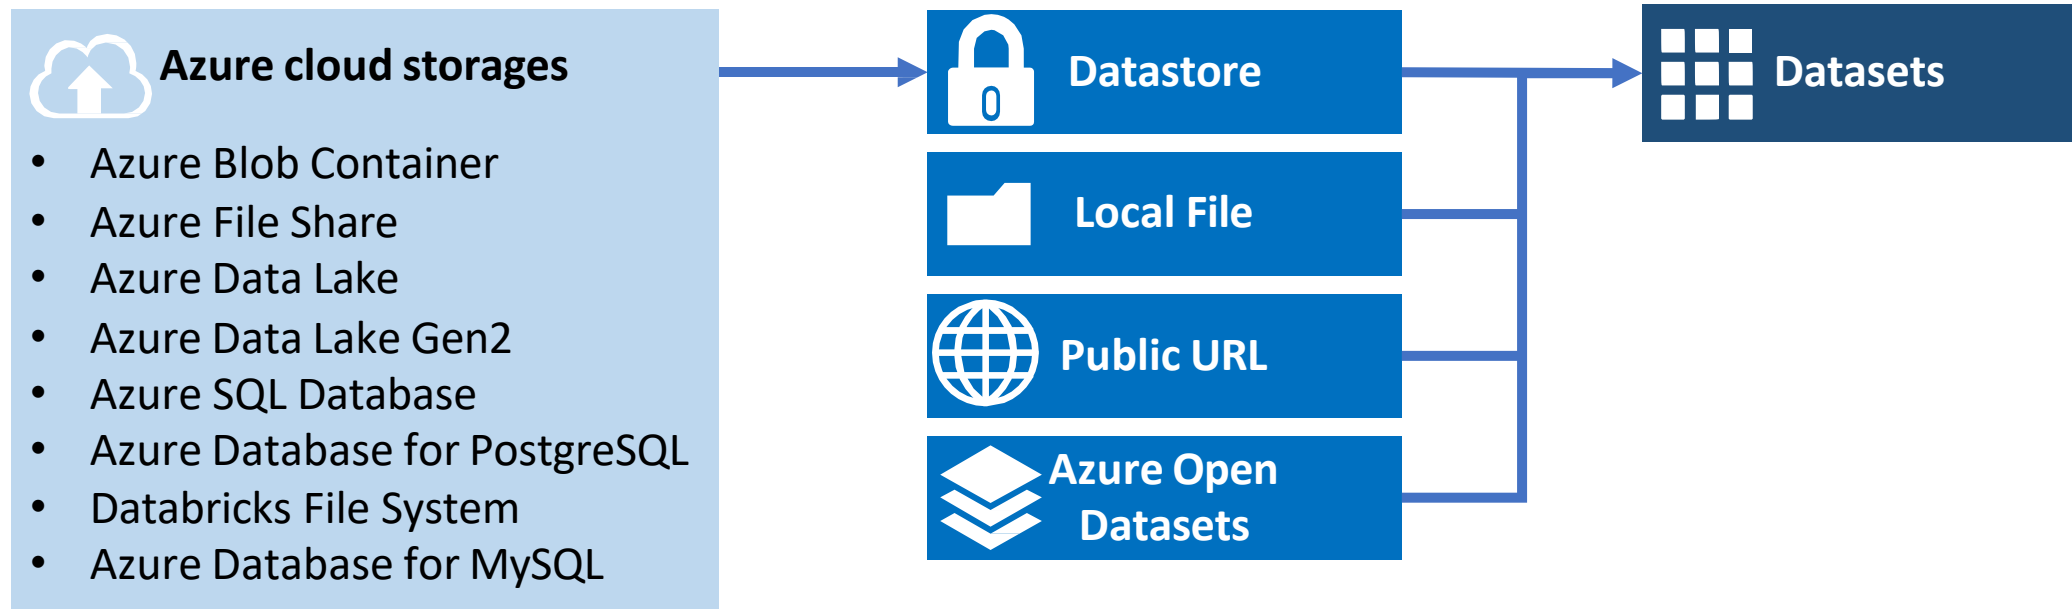 Azure cloud storages
• Azure Blob Container
• Azure File Share
• Azure Data Lake
• Azure Data Lake Gen2
• Azure SQL Database
• Azure Database for PostgreSQL
• Databricks File System
• Azure Database for MySQL
Datastore
Local File
Public URL
Azure Open
Datasets
Datasets